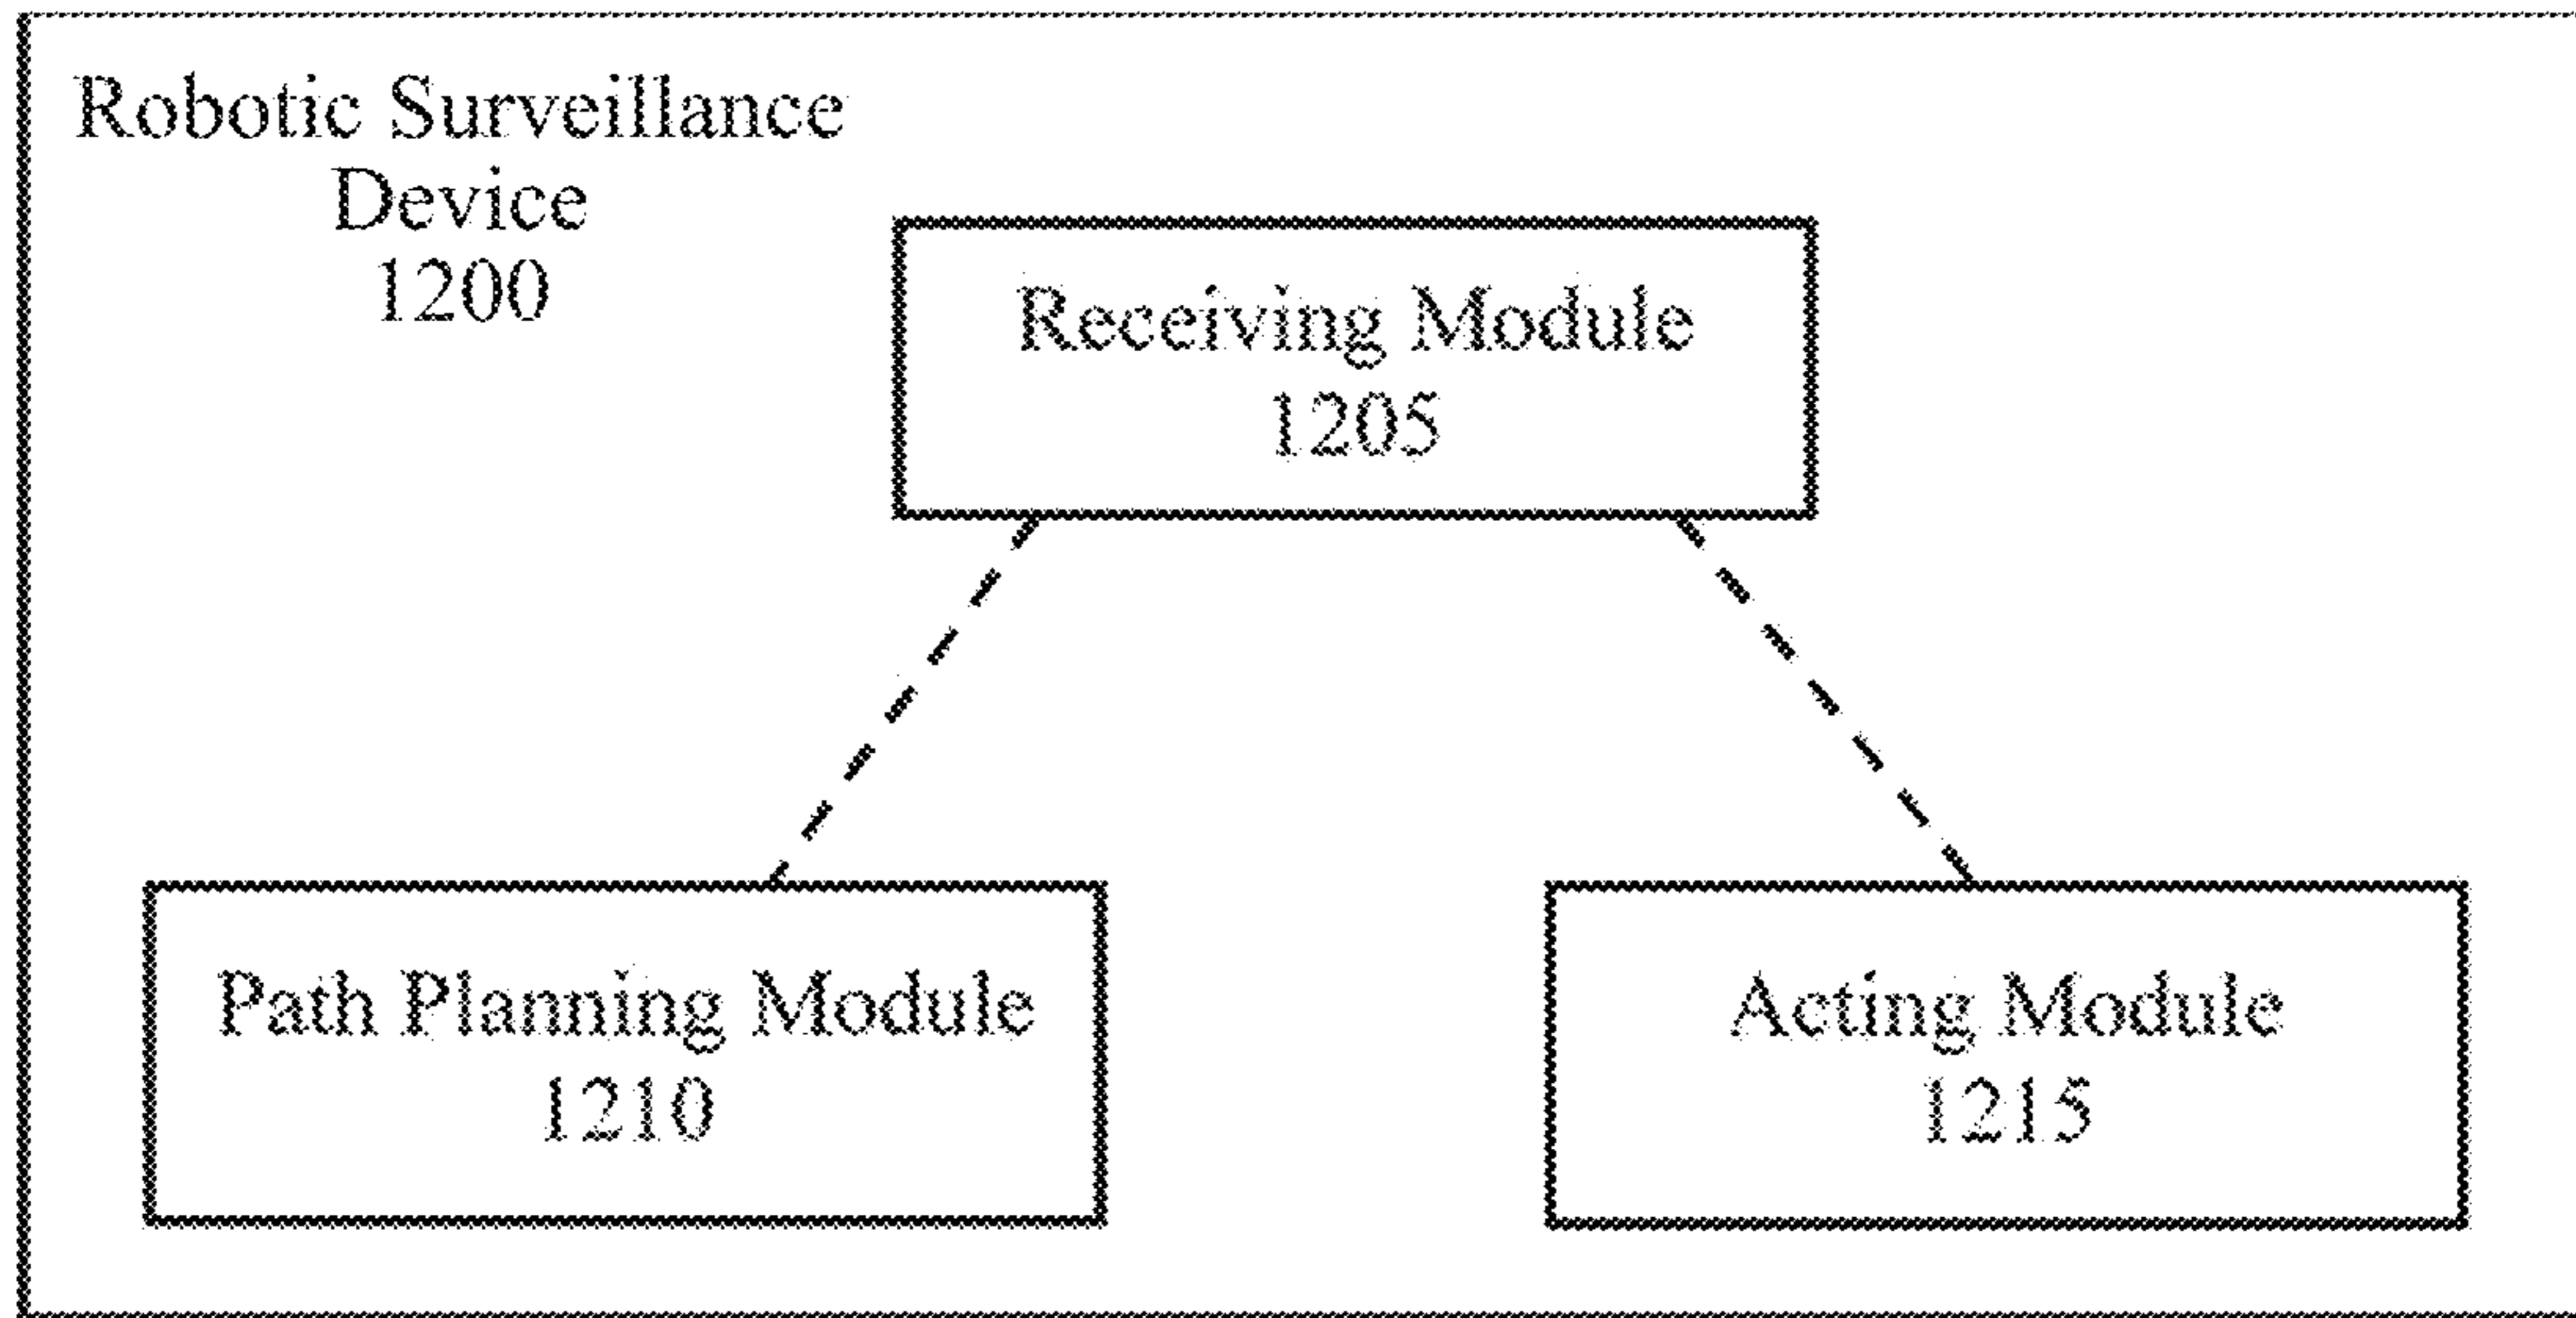 Robotic Surveillance
Device
1200
Receiving Module
1205
Path Planning Module
1210
Acting Module
1215